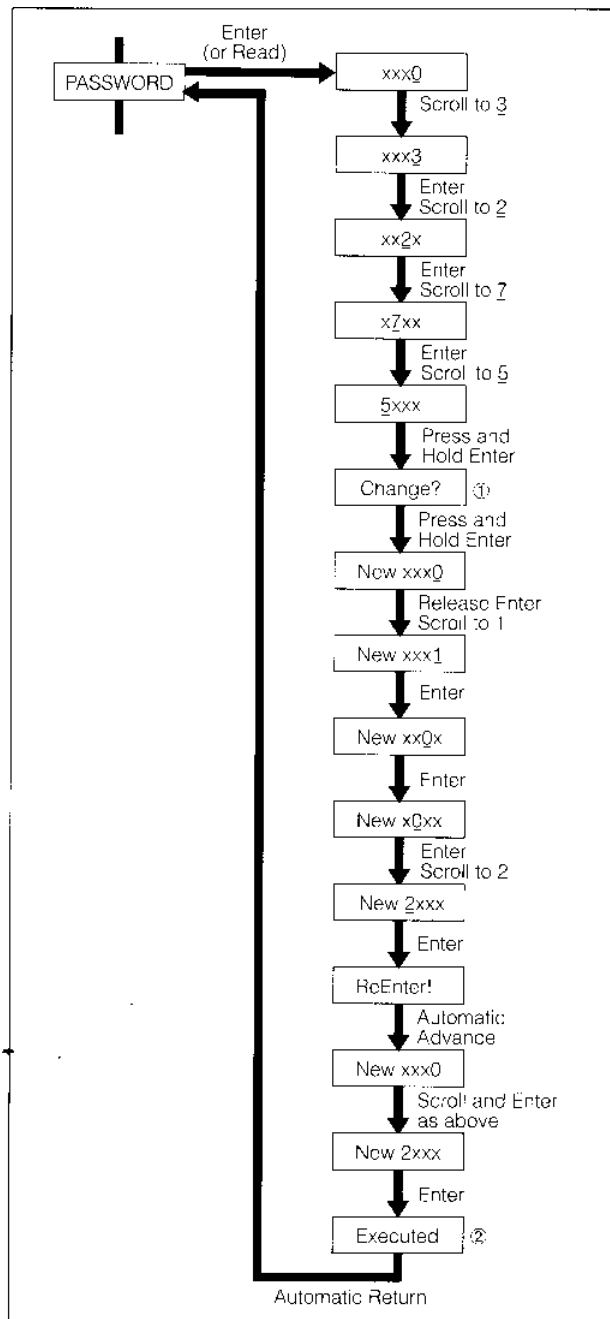 Enter
(or Read)
PASSWORD
xxx0
Scroll to 3
xxx3
Enter
Scroll to 2
xx2x
Enter
Scroll to 7
x7xx
Enter
Scroll to 5
5xxx
Press and
Hold Enter
Change? ①
Press and
Hold Enter
New xxx0
Release Enter
Scroll to 1
New xxx1
Enter
New xx0x
Enter
New x0xx
Enter
Scroll to 2
New 2xxx
Enter
ReEnter!
Automatic
Advance
New xxx0
Scroll and Enter
as above
New 2xxx
Enter
Executed ②
Automatic Return